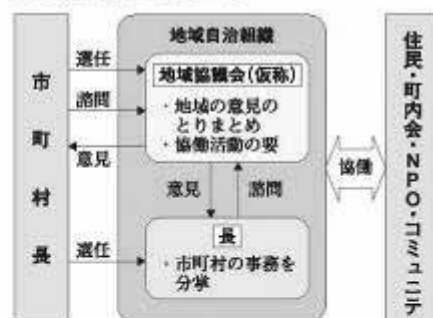 市町村長
選任
諮問
意見
選任
地域自治組織
地域協議会(仮称)
・地域の意見の
とりまとめ
・協働活動の要
意見
諮問
長
・市町村の事務を
分掌
協働
住民・町内会・NPO・コミュニテ